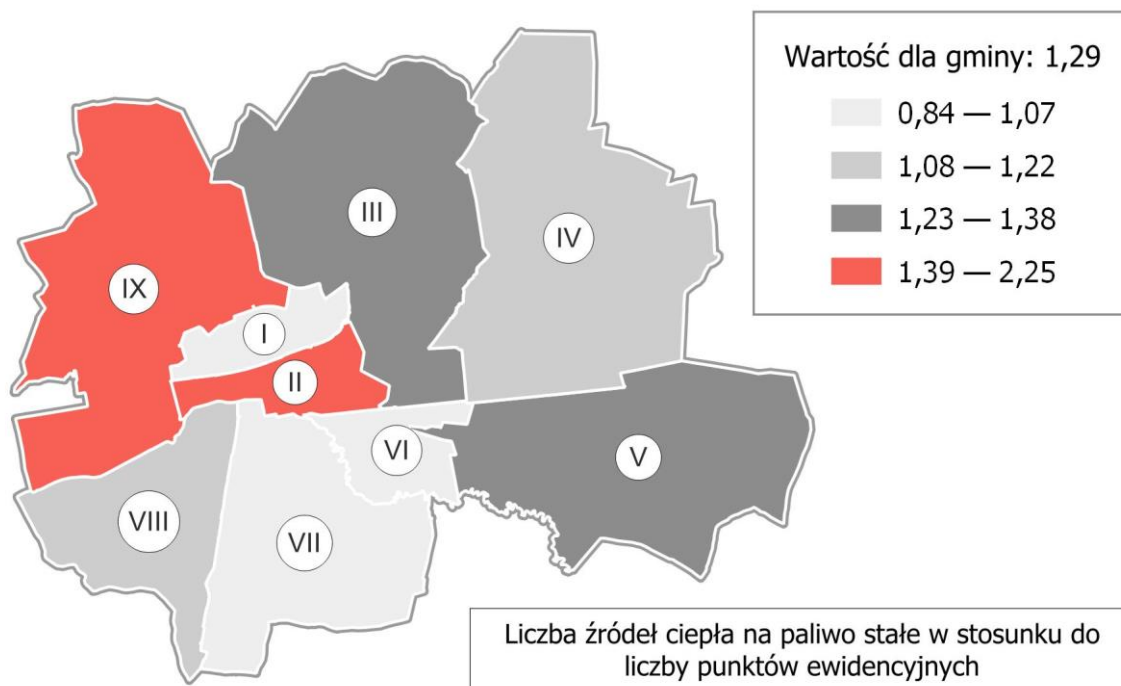 Wartość dla gminy: 1,29
0,84 — 1,07
1,08 — 1,22
1,23 — 1,38
1,39 — 2,25
III
IV
IX
I
II
VI
V
VIII
VII
Liczba źródeł ciepła na paliwo stałe w stosunku do
liczby punktów ewidencyjnych